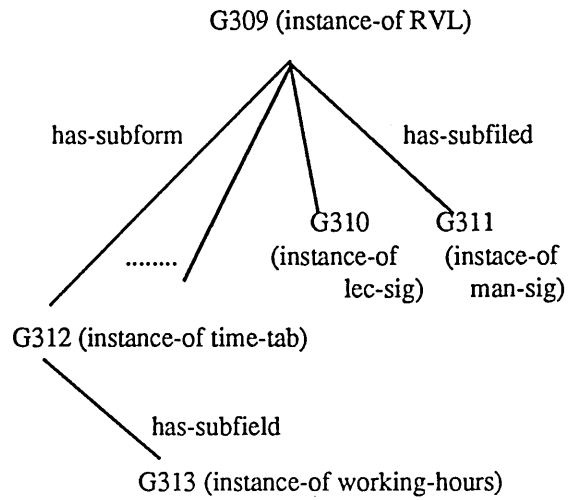 G309 (instance-of RVL)
has-subform
has-subfiled
G310
G311
(instance-of
(instace-of
lec-sig)
man-sig)
.........
G312 (instance-of time-tab)
has-subfield
G313 (instance-of working-hours)